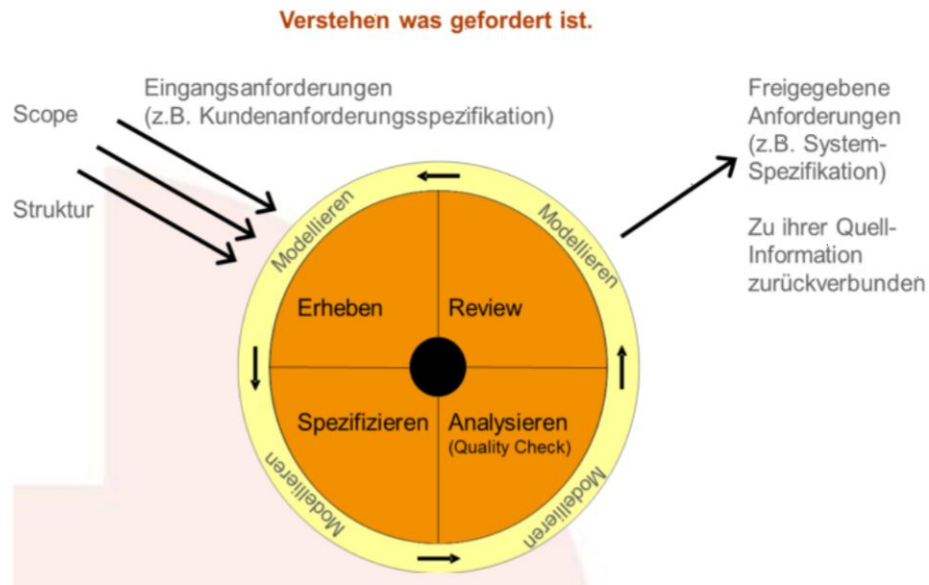 Verstehen was gefordert ist.
Scope
Struktur
Eingangsanforderungen
(z.B. Kundenanforderungsspezifikation)
Freigegebene
Anforderungen
(z.B. System-
Spezifikation)
Zu ihrer Quell-
Information
zurückverbunden
Modellieren
Modellieren
Erheben
Review
Spezifizieren
Analysieren
(Quality Check)
Modellieren
Modellieren